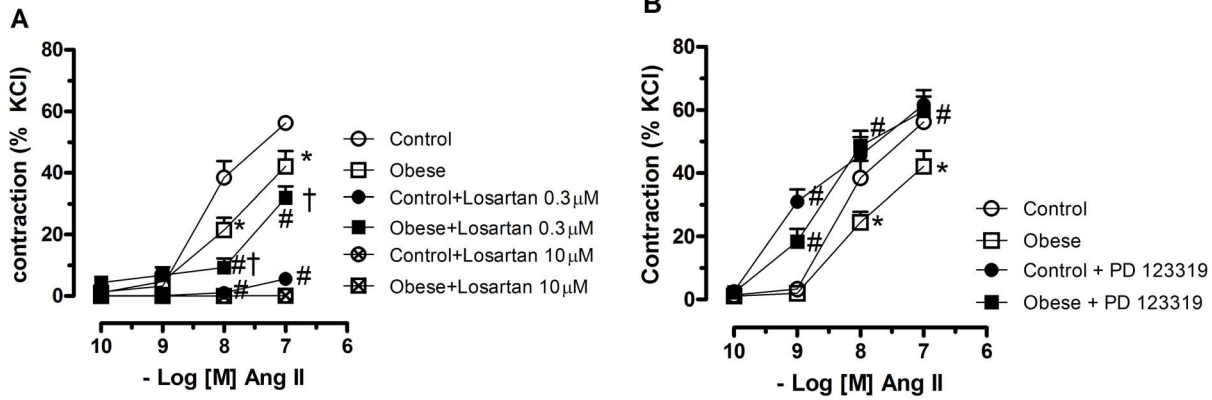 A
contraction (% KCl)
80
60
40
20
0
10 9 8 7 6
- Log [M] Ang II
*
*
†
#
#†
#
#
Control
Obese
Control+Losartan 0.3μM
Obese+Losartan 0.3μM
Control+Losartan 10μM
Obese+Losartan 10μM
B
Contraction (% KCl)
80
60
40
20
0
10 9 8 7 6
- Log [M] Ang II
#
#
#
#
*
*
Control
Obese
Control + PD 123319
Obese + PD 123319